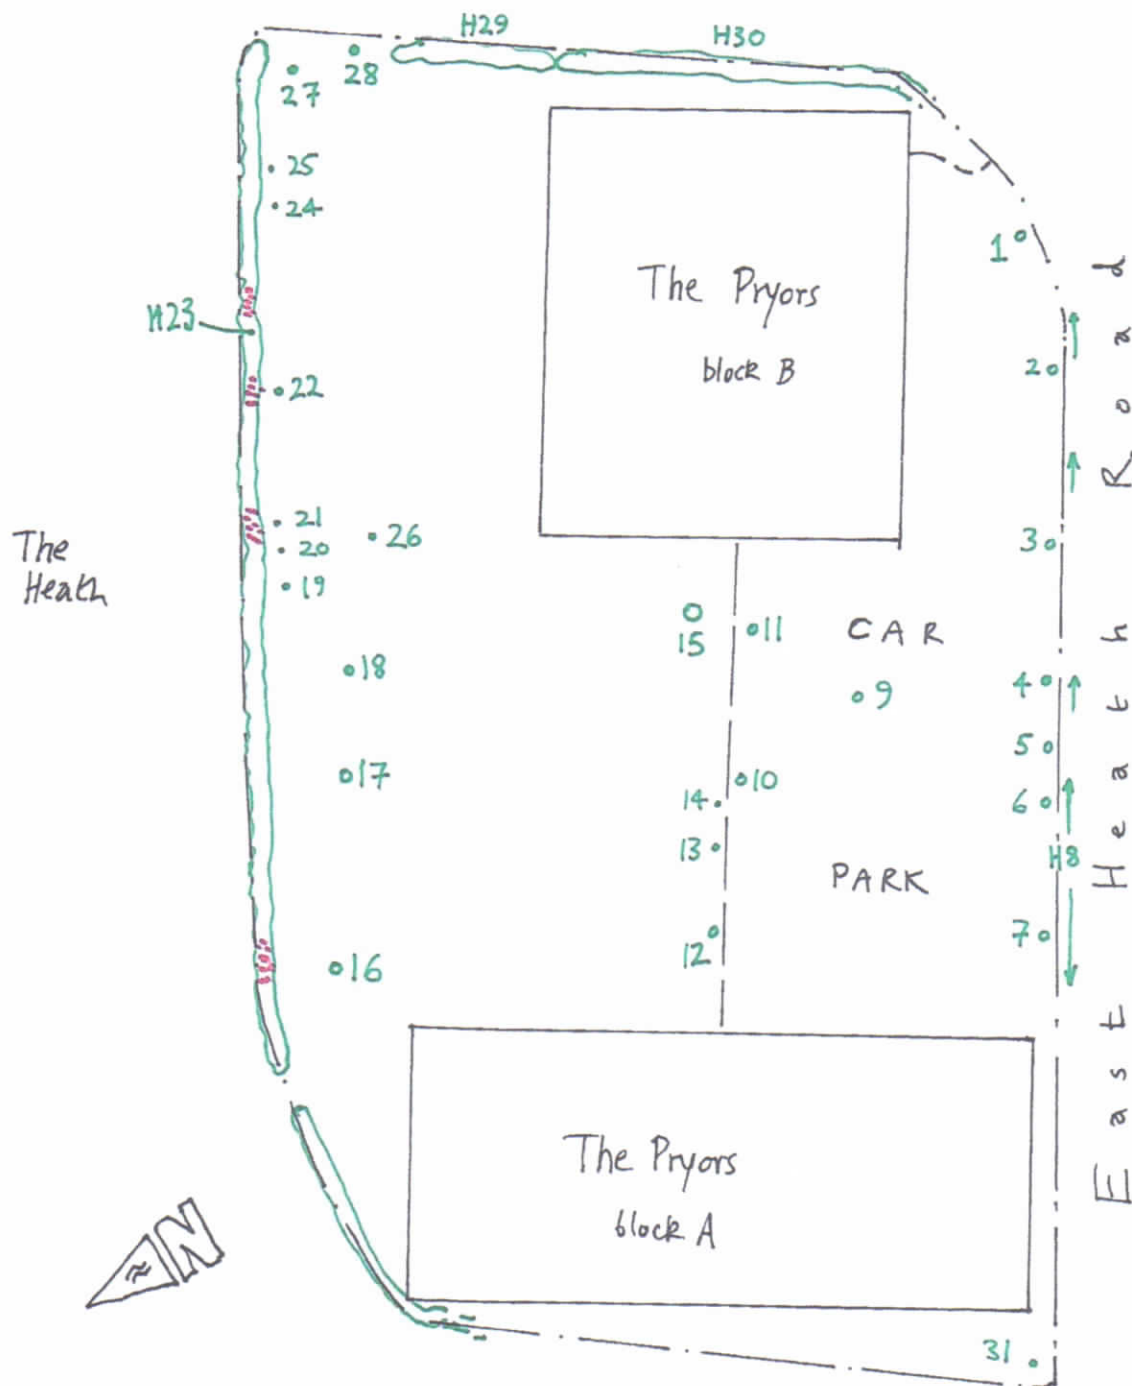 H29
H30
28
27
25
24
1
The Pryors
block B
H23
22
2
21
20
26
19
3
The
Heath
15
11
CAR
18
9
4
17
10
5
14
6
13
PARK
H8
12
7
16
East Heath Road
The Pryors
block A
≈
N
31